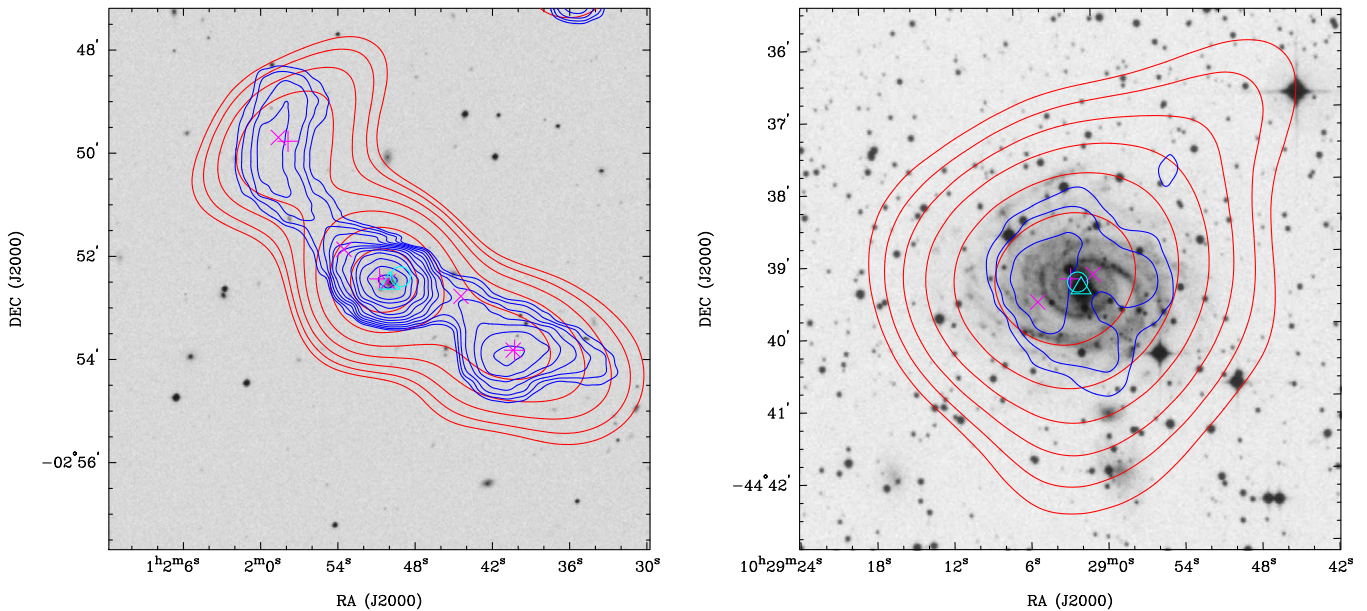 48'
50'
52'
54'
−02° 56'
DEC (J2000)
1ʰ2ᵐ6ˢ
2ᵐ0ˢ
54ˢ
48ˢ
42ˢ
36ˢ
30ˢ
RA (J2000)
36'
37'
38'
39'
40'
41'
−44° 42'
DEC (J2000)
10ʰ29ᵐ24ˢ
18ˢ
12ˢ
6ˢ
29ᵐ0ˢ
54ˢ
48ˢ
42ˢ
RA (J2000)